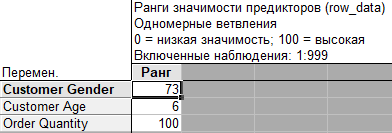 Ранги значимости предикторов (row_data)
Одномерные ветвления
0 = низкая значимость; 100 = высокая
Включенные наблюдения: 1:999
Перемен. Ранг
Customer Gender 73
Customer Age 6
Order Quantity 100